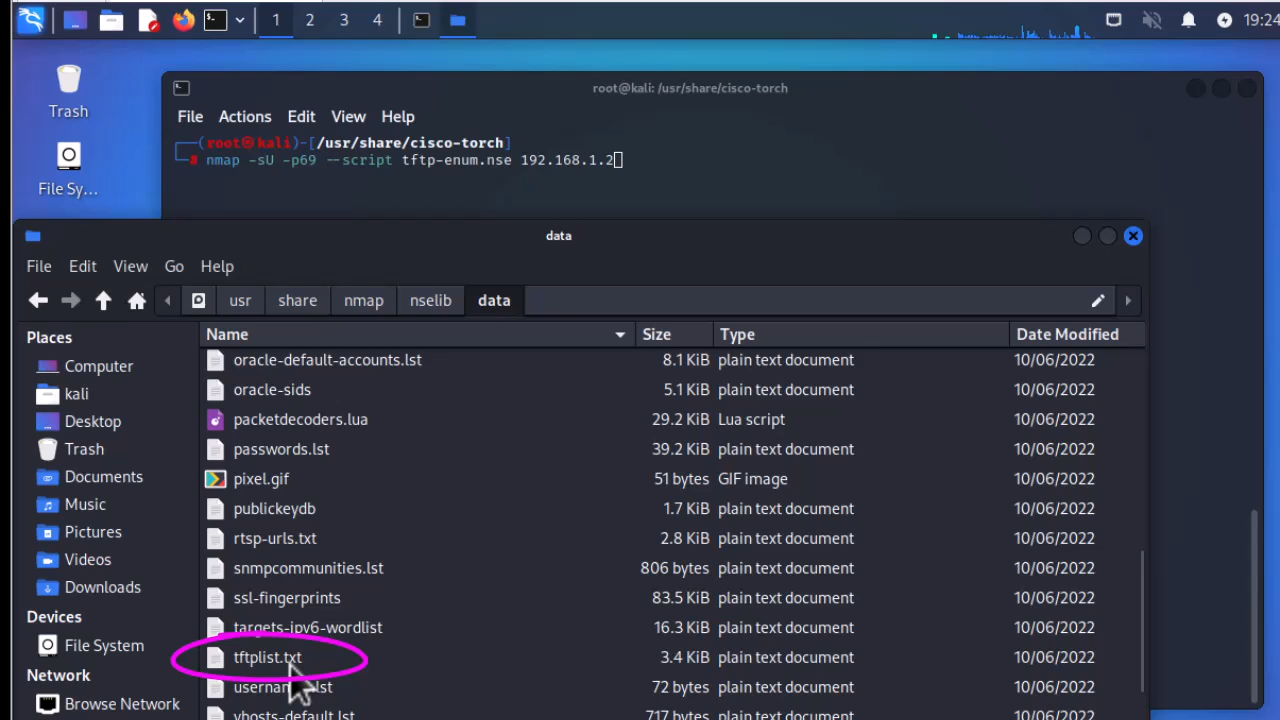 1 2 3 4 19:24
Trash
File Sy...
root@kali: /usr/share/cisco-torch
File Actions Edit View Help
(root㉿kali)-[/usr/share/cisco-torch]
# nmap -sU -p69 --script tftp-enum.nse 192.168.1.2
data
File Edit View Go Help
usr share nmap nselib data
Places
Computer
kali
Desktop
Trash
Documents
Music
Pictures
Videos
Downloads
Devices
File System
Network
Browse Network
Name Size Type Date Modified
oracle-default-accounts.lst 8.1 KiB plain text document 10/06/2022
oracle-sids 5.1 KiB plain text document 10/06/2022
packetdecoders.lua 29.2 KiB Lua script 10/06/2022
passwords.lst 39.2 KiB plain text document 10/06/2022
pixel.gif 51 bytes GIF image 10/06/2022
publickeydb 1.7 KiB plain text document 10/06/2022
rtsp-urls.txt 2.8 KiB plain text document 10/06/2022
snmpcommunities.lst 806 bytes plain text document 10/06/2022
ssl-fingerprints 83.5 KiB plain text document 10/06/2022
targets-ipv6-wordlist 16.3 KiB plain text document 10/06/2022
tftplist.txt 3.4 KiB plain text document 10/06/2022
72 bytes plain text document 10/06/2022
vhosts-default.lst 717 bytes plain text document 10/06/2022